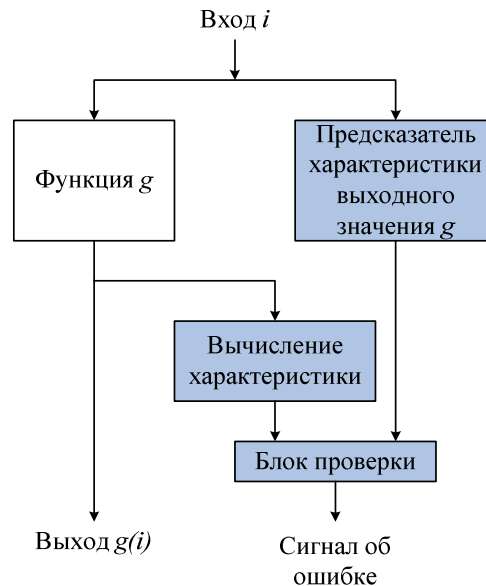 Вход i
Функция g
Предсказатель
характеристики
выходного
значения g
Вычисление
характеристики
Блок проверки
Выход g(i)
Сигнал об
ошибке